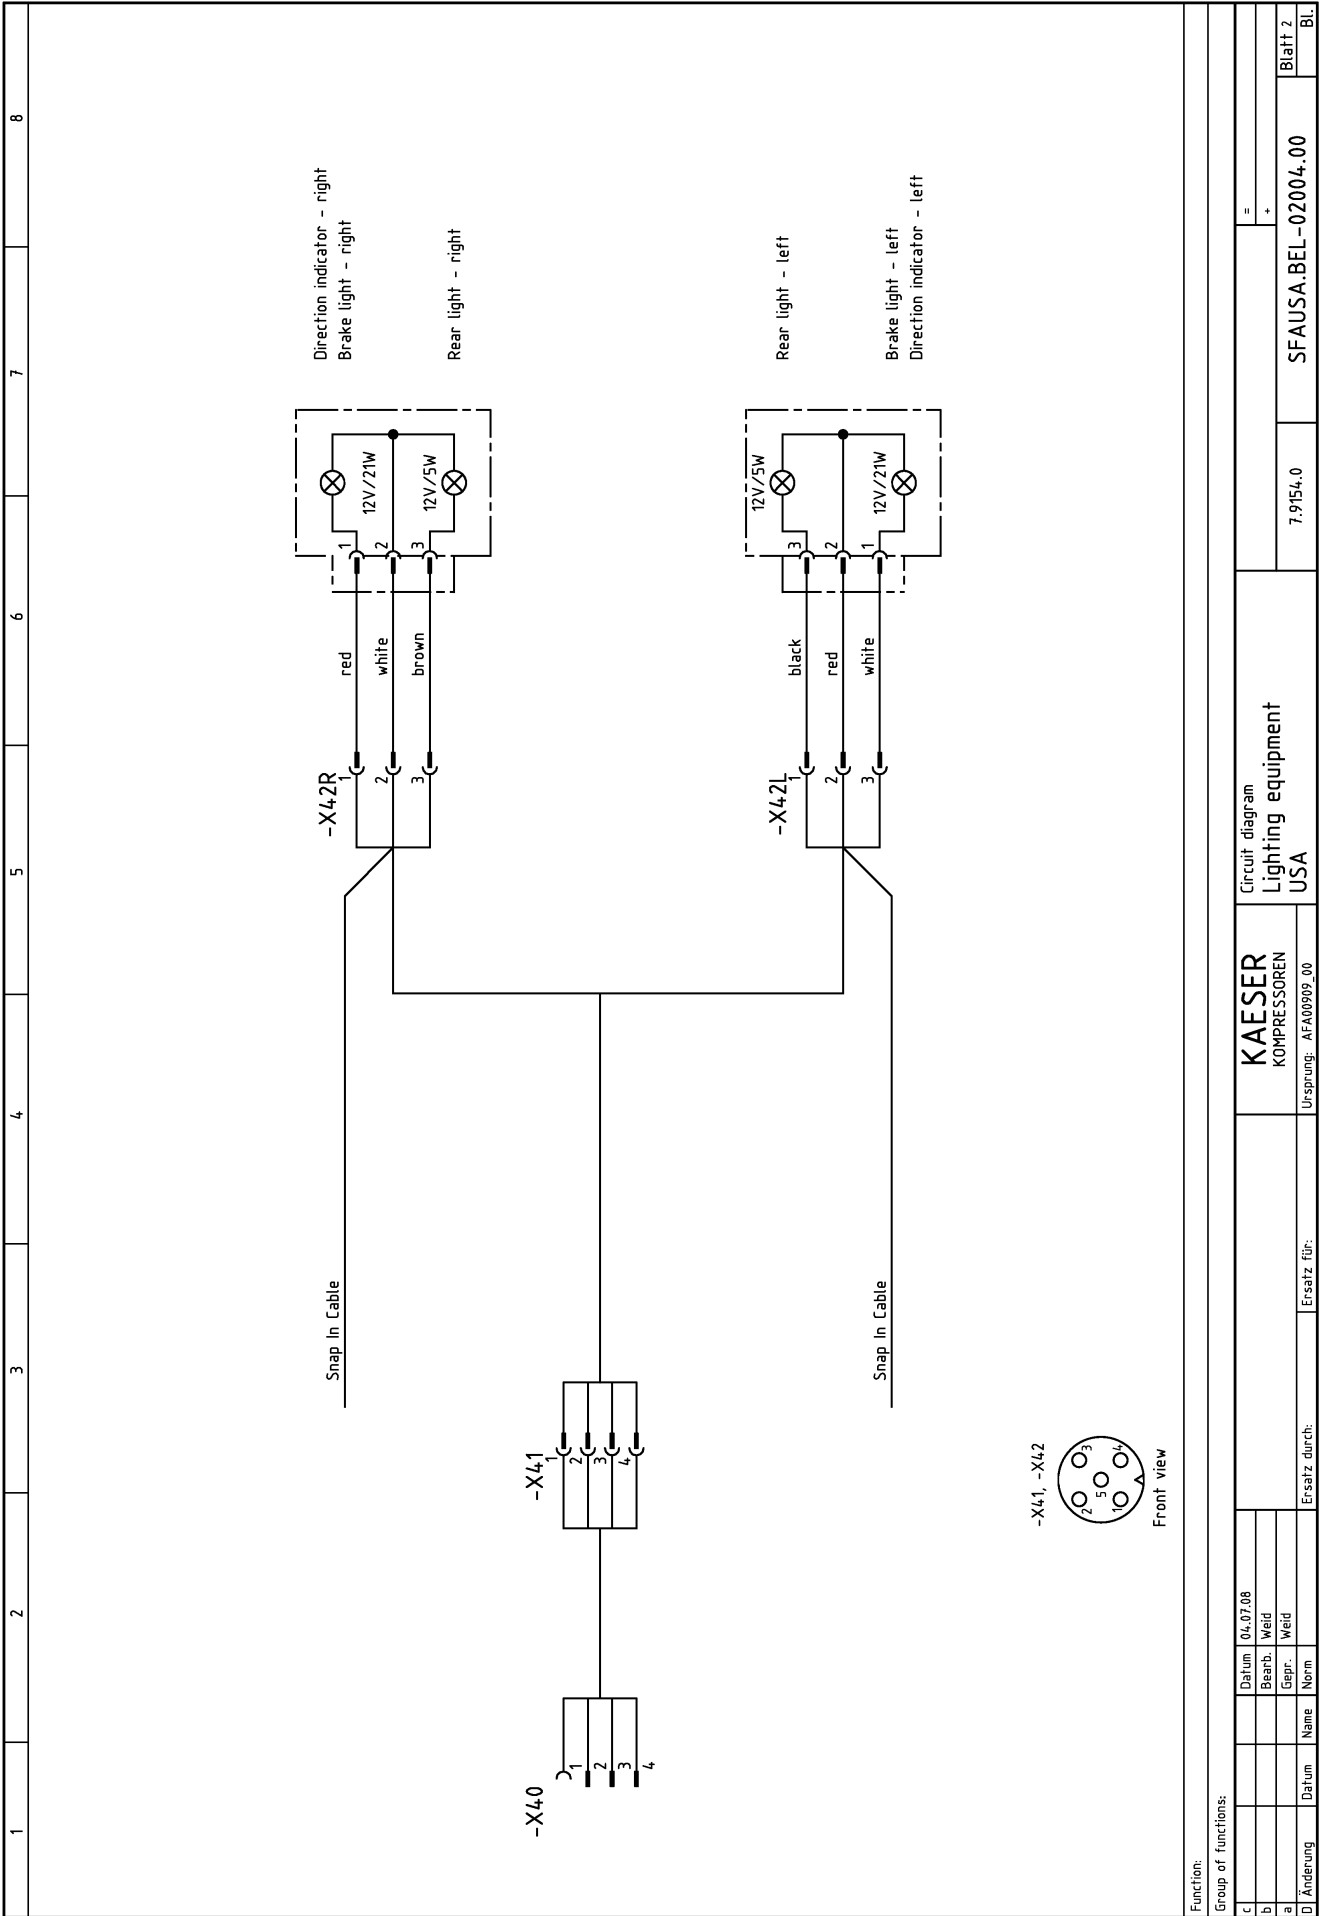 1
2
3
4
5
6
7
8
-X40
1
2
3
4
-X41
1
2
3
4
Snap In Cable
Snap In Cable
-X42R
1
2
3
red
white
brown
1
2
3
12V/21W
12V/5W
Direction indicator - right
Brake light - right
Rear light - right
-X42L
1
2
3
black
red
white
3
2
1
12V/5W
12V/21W
Rear light - left
Brake light - left
Direction indicator - left
-X41, -X42
2
3
5
1
4
Front view
Function:
Group of functions:
c
b
a
D
Änderung
Datum
Name
Datum 04.07.08
Bearb. Weid
Gepr. Weid
Norm
Ersatz durch:
Ersatz für:
KAESER
KOMPRESSOREN
Ursprung: AFA00909_00
Circuit diagram
Lighting equipment
USA
=
+
7.9154.0
SFAUSA.BEL-02004.00
Blatt 2
Bl.